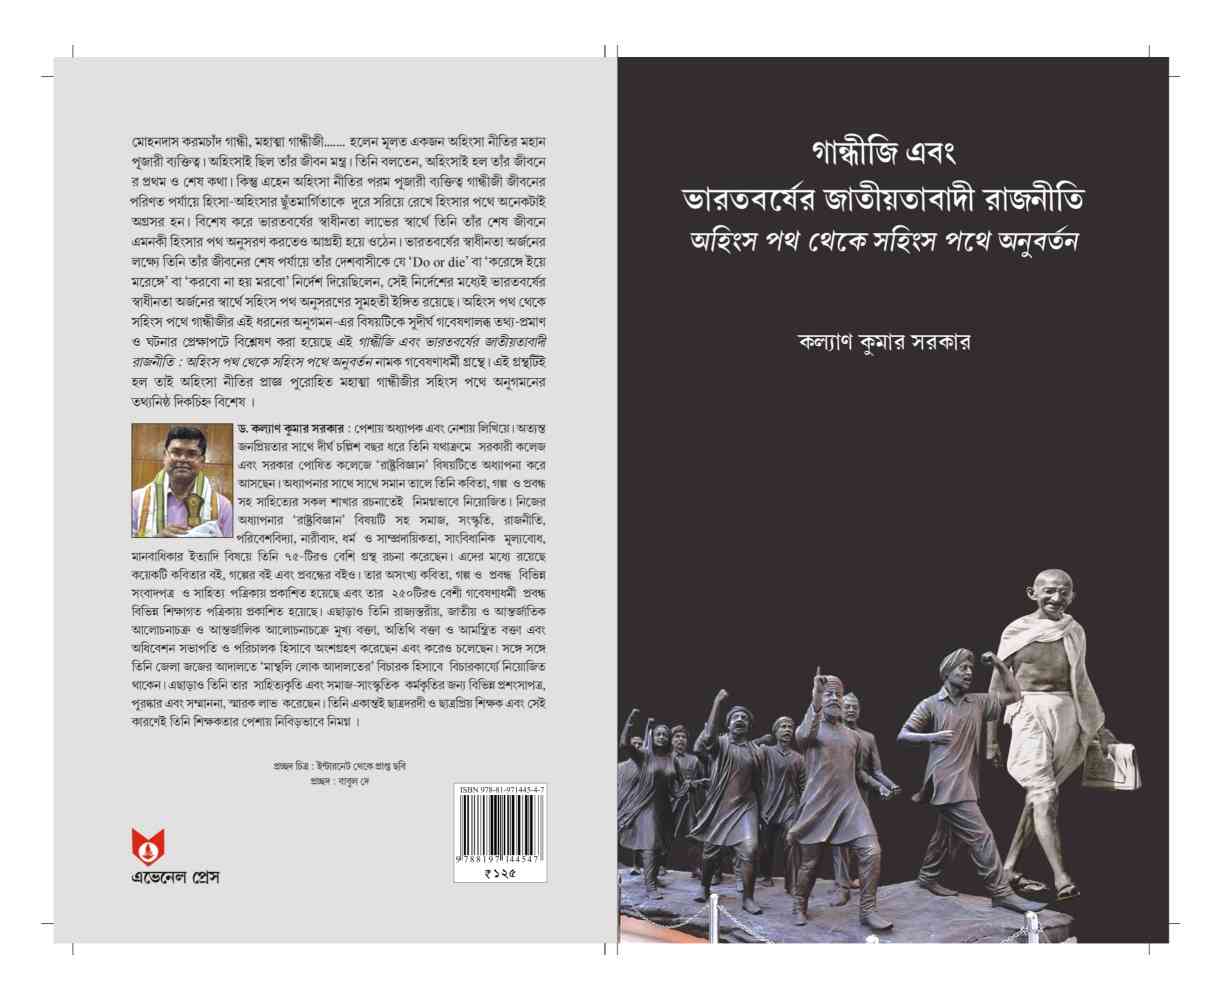 মোহনদাস করমচাঁদ গান্ধী, মহাত্মা গান্ধীজী....... হলেন মূলত একজন অহিংসা নীতির মহান
পূজারী ব্যক্তিত্ব। অহিংসাই ছিল তাঁর জীবন মন্ত্র। তিনি বলতেন, অহিংসাই হল তাঁর জীবনে
র প্রথম ও শেষ কথা। কিন্তু এহেন অহিংসা নীতির পরম পূজারী ব্যক্তিত্ব গান্ধীজী জীবনের
পরিণত পর্যায়ে হিংসা-অহিংসার ছুঁতমার্গিতাকে দূরে সরিয়ে রেখে হিংসার পথে অনেকটাই
অগ্রসর হন। বিশেষ করে ভারতবর্ষের স্বাধীনতা লাভের স্বার্থে তিনি তাঁর শেষ জীবনে
এমনকী হিংসার পথ অনুসরণ করতেও আগ্রহী হয়ে ওঠেন। ভারতবর্ষের স্বাধীনতা অর্জনের
লক্ষ্যে তিনি তাঁর জীবনের শেষ পর্যায়ে তাঁর দেশবাসীকে যে ‘Do or die’ বা ‘করেঙ্গে ইয়ে
মরেঙ্গে’ বা ‘করবো না হয় মরবো’ নির্দেশ দিয়েছিলেন, সেই নির্দেশের মধ্যেই ভারতবর্ষের
স্বাধীনতা অর্জনের স্বার্থে সহিংস পথ অনুসরণের সুমহতী ইঙ্গিত রয়েছে। অহিংস পথ থেকে
সহিংস পথে গান্ধীজীর এই ধরনের অনুগমন-এর বিষয়টিকে সুদীর্ঘ গবেষণালব্ধ তথ্য-প্রমাণ
ও ঘটনার প্রেক্ষাপটে বিশ্লেষণ করা হয়েছে এই গান্ধীজি এবং ভারতবর্ষের জাতীয়তাবাদী
রাজনীতি : অহিংস পথ থেকে সহিংস পথে অনুবর্তন নামক গবেষণাধর্মী গ্রন্থে। এই গ্রন্থটিই
হল তাই অহিংসা নীতির প্রাজ্ঞ পুরোহিত মহাত্মা গান্ধীজীর সহিংস পথে অনুগমনের
তথ্যনিষ্ঠ দিকচিহ্ন বিশেষ ।
ড. কল্যাণ কুমার সরকার : পেশায় অধ্যাপক এবং নেশায় লিখিয়ে। অত্যন্ত
জনপ্রিয়তার সাথে দীর্ঘ চল্লিশ বছর ধরে তিনি যথাক্রমে সরকারী কলেজ
এবং সরকার পোষিত কলেজে ‘রাষ্ট্রবিজ্ঞান’ বিষয়টিতে অধ্যাপনা করে
আসছেন। অধ্যাপনার সাথে সাথে সমান তালে তিনি কবিতা, গল্প ও প্রবন্ধ
সহ সাহিত্যের সকল শাখার রচনাতেই নিমগ্নভাবে নিয়োজিত। নিজের
অধ্যাপনার ‘রাষ্ট্রবিজ্ঞান’ বিষয়টি সহ সমাজ, সংস্কৃতি, রাজনীতি,
পরিবেশবিদ্যা, নারীবাদ, ধর্ম ও সাম্প্রদায়িকতা, সাংবিধানিক মূল্যবোধ,
মানবাধিকার ইত্যাদি বিষয়ে তিনি ৭৫-টিরও বেশি গ্রন্থ রচনা করেছেন। এদের মধ্যে রয়েছে
কয়েকটি কবিতার বই, গল্পের বই এবং প্রবন্ধের বইও। তার অসংখ্য কবিতা, গল্প ও প্রবন্ধ বিভিন্ন
সংবাদপত্র ও সাহিত্য পত্রিকায় প্রকাশিত হয়েছে এবং তার ২৫০টিরও বেশী গবেষণাধর্মী প্রবন্ধ
বিভিন্ন শিক্ষাগত পত্রিকায় প্রকাশিত হয়েছে। এছাড়াও তিনি রাজ্যস্তরীয়, জাতীয় ও আন্তর্জাতিক
আলোচনাচক্র ও আন্তর্জালিক আলোচনাচক্রে মুখ্য বক্তা, অতিথি বক্তা ও আমন্ত্রিত বক্তা এবং
অধিবেশন সভাপতি ও পরিচালক হিসাবে অংশগ্রহণ করেছেন এবং করেও চলেছেন। সঙ্গে সঙ্গে
তিনি জেলা জজের আদালতে ‘মান্থলি লোক আদালতের’ বিচারক হিসাবে বিচারকার্য্যে নিয়োজিত
থাকেন। এছাড়াও তিনি তার সাহিত্যকৃতি এবং সমাজ-সাংস্কৃতিক কর্মকৃতির জন্য বিভিন্ন প্রশংসাপত্র,
পুরষ্কার এবং সম্মাননা, স্মারক লাভ করেছেন। তিনি একান্তই ছাত্রদরদী ও ছাত্রপ্রিয় শিক্ষক এবং সেই
কারণেই তিনি শিক্ষকতার পেশায় নিবিড়ভাবে নিমগ্ন ।
প্রচ্ছদ চিত্র : ইন্টারনেট থেকে প্রাপ্ত ছবি
প্রচ্ছদ : বাবুল দে
ISBN 978-81-971445-4-7
9 788197 144547
₹ ১২৫
এভেনেল প্রেস
গান্ধীজি এবং
ভারতবর্ষের জাতীয়তাবাদী রাজনীতি
অহিংস পথ থেকে সহিংস পথে অনুবর্তন
কল্যাণ কুমার সরকার